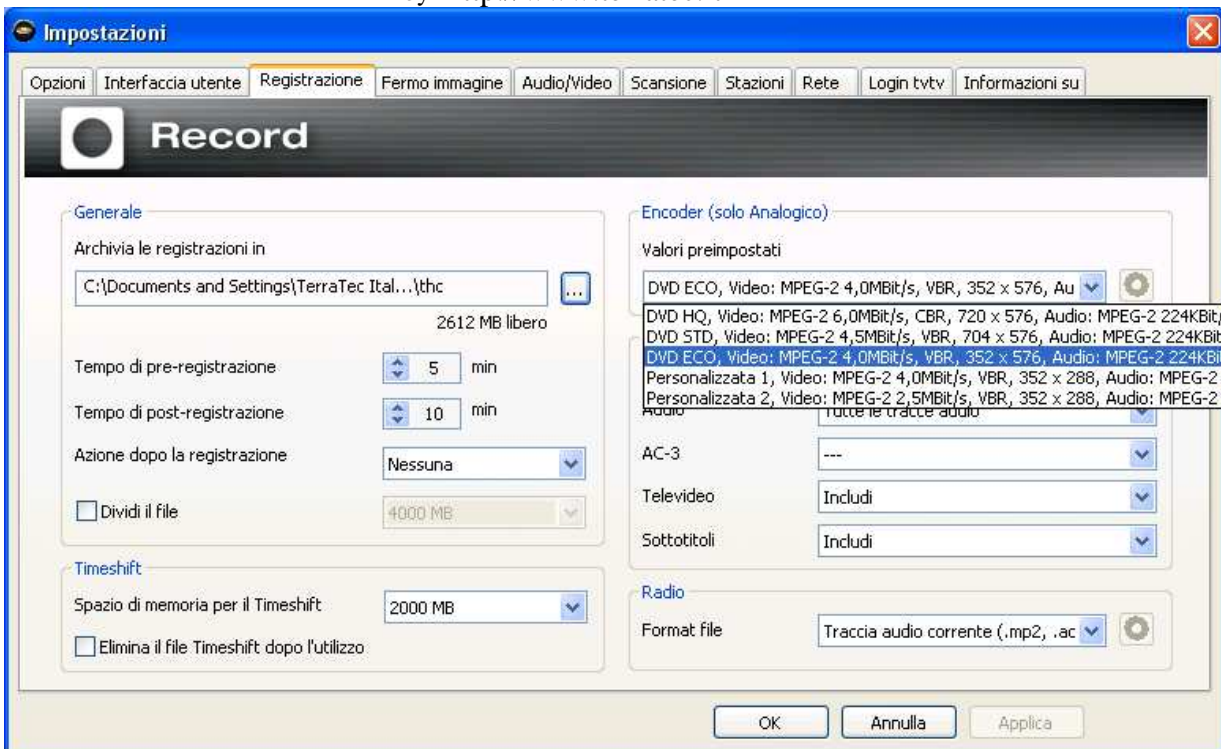 Impostazioni
Opzioni Interfaccia utente Registrazione Fermo immagine Audio/Video Scansione Stazioni Rete Login tvtv Informazioni su
Record
Generale
Archivia le registrazioni in
C:\Documents and Settings\TerraTec Ital...\thc
...
2612 MB libero
Tempo di pre-registrazione 5 min
Tempo di post-registrazione 10 min
Azione dopo la registrazione Nessuna
Dividi il file 4000 MB
Timeshift
Spazio di memoria per il Timeshift 2000 MB
Elimina il file Timeshift dopo l'utilizzo
Encoder (solo Analogico)
Valori preimpostati
DVD ECO, Video: MPEG-2 4,0MBit/s, VBR, 352 x 576, Au
DVD HQ, Video: MPEG-2 6,0MBit/s, CBR, 720 x 576, Audio: MPEG-2 224KBit/
DVD STD, Video: MPEG-2 4,5MBit/s, VBR, 704 x 576, Audio: MPEG-2 224KBit
DVD ECO, Video: MPEG-2 4,0MBit/s, VBR, 352 x 576, Audio: MPEG-2 224KBit
Personalizzata 1, Video: MPEG-2 4,0MBit/s, VBR, 352 x 288, Audio: MPEG-2
Personalizzata 2, Video: MPEG-2 2,5MBit/s, VBR, 352 x 288, Audio: MPEG-2
Audio Tutte le tracce audio
AC-3 ---
Televideo Includi
Sottotitoli Includi
Radio
Format file Traccia audio corrente (.mp2, .ac
OK Annulla Applica